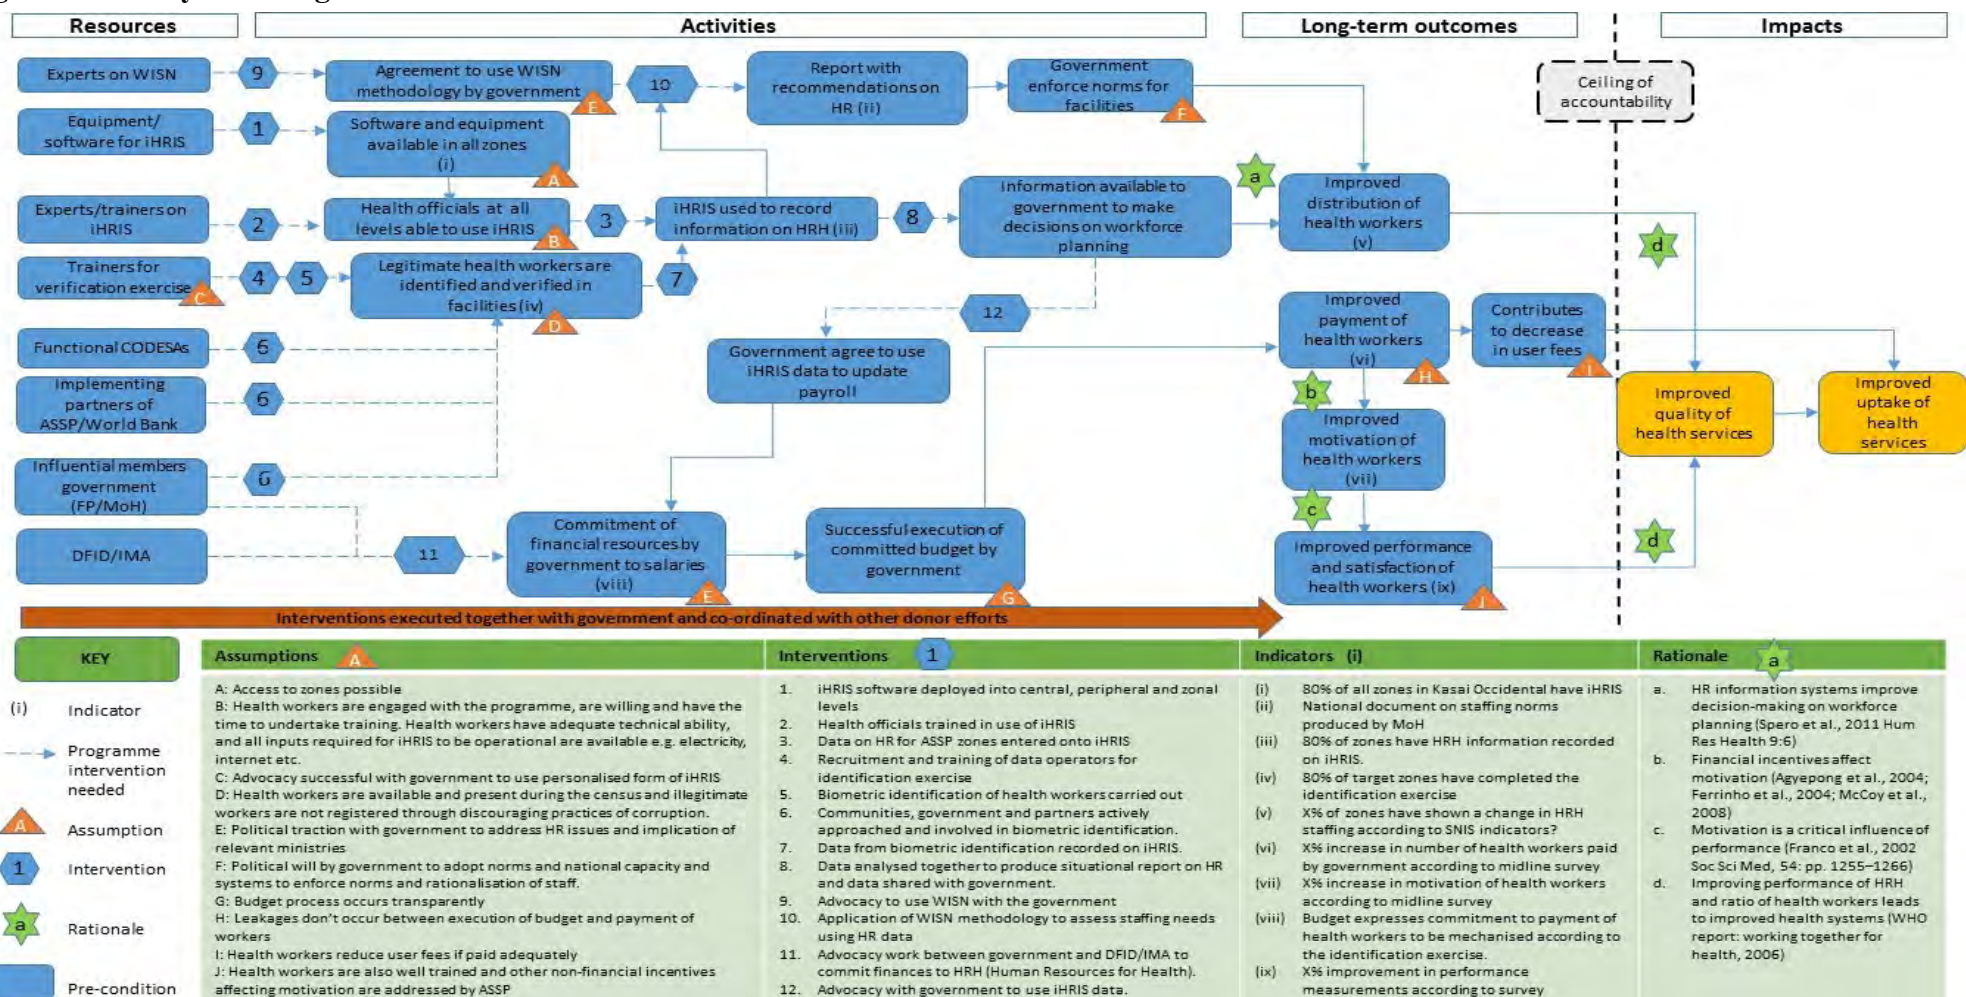 Resources
Activities
Long-term outcomes
Impacts
Ceiling of
accountability
Experts on WISN
9
Agreement to use WISN
methodology by government
E
10
Report with
recommendations on
HR (ii)
Government
enforce norms for
facilities
F
Equipment/
software for iHRIS
1
Software and equipment
available in all zones
(i)
A
Experts/trainers on
iHRIS
2
Health officials at all
levels able to use iHRIS
B
3
iHRIS used to record
information on HRH (iii)
8
Information available to
government to make
decisions on workforce
planning
a
Improved
distribution of
health workers
(v)
d
Trainers for
verification exercise
C
4
5
Legitimate health workers are
identified and verified in
facilities (iv)
D
7
12
Improved
payment of
health workers
(vi)
H
Contributes
to decrease
in user fees
I
Functional CODESAs
6
Government agree to use
iHRIS data to update
payroll
Implementing
partners of
ASSP/World Bank
6
b
Improved
motivation of
health workers
(vii)
Improved
quality of
health services
Improved
uptake of
health
services
Influential members
government
(FP/MoH)
6
c
DFID/IMA
11
Commitment of
financial resources by
government to salaries
(viii)
E
Successful execution of
committed budget by
government
G
Improved performance
and satisfaction of
health workers (ix)
J
d
Interventions executed together with government and co-ordinated with other donor efforts
KEY
(i) Indicator
Programme
intervention
needed
A Assumption
1 Intervention
a Rationale
Pre-condition
Assumptions A
A: Access to zones possible
B: Health workers are engaged with the programme, are willing and have the
time to undertake training. Health workers have adequate technical ability,
and all inputs required for iHRIS to be operational are available e.g. electricity,
internet etc.
C: Advocacy successful with government to use personalised form of iHRIS
D: Health workers are available and present during the census and illegitimate
workers are not registered through discouraging practices of corruption.
E: Political traction with government to address HR issues and implication of
relevant ministries
F: Political will by government to adopt norms and national capacity and
systems to enforce norms and rationalisation of staff.
G: Budget process occurs transparently
H: Leakages don't occur between execution of budget and payment of
workers
I: Health workers reduce user fees if paid adequately
J: Health workers are also well trained and other non-financial incentives
affecting motivation are addressed by ASSP
Interventions 1
1. iHRIS software deployed into central, peripheral and zonal
levels
2. Health officials trained in use of iHRIS
3. Data on HR for ASSP zones entered onto iHRIS
4. Recruitment and training of data operators for
identification exercise
5. Biometric identification of health workers carried out
6. Communities, government and partners actively
approached and involved in biometric identification.
7. Data from biometric identification recorded on iHRIS.
8. Data analysed together to produce situational report on HR
and data shared with government.
9. Advocacy to use WISN with the government
10. Application of WISN methodology to assess staffing needs
using HR data
11. Advocacy work between government and DFID/IMA to
commit finances to HRH (Human Resources for Health).
12. Advocacy with government to use iHRIS data.
Indicators (i)
(i) 80% of all zones in Kasai Occidental have iHRIS
(ii) National document on staffing norms
produced by MoH
(iii) 80% of zones have HRH information recorded
on iHRIS.
(iv) 80% of target zones have completed the
identification exercise
(v) X% of zones have shown a change in HRH
staffing according to SNIS indicators?
(vi) X% increase in number of health workers paid
by government according to midline survey
(vii) X% increase in motivation of health workers
according to midline survey
(viii) Budget expresses commitment to payment of
health workers to be mechanised according to
the identification exercise.
(ix) X% improvement in performance
measurements according to survey
Rationale a
a. HR information systems improve
decision-making on workforce
planning (Spero et al., 2011 Hum
Res Health 9:6)
b. Financial incentives affect
motivation (Agyepong et al., 2004;
Ferrinho et al., 2004; McCoy et al.,
2008)
c. Motivation is a critical influence of
performance (Franco et al., 2002
Soc Sci Med, 54: pp. 1255–1266)
d. Improving performance of HRH
and ratio of health workers leads
to improved health systems (WHO
report: working together for
health, 2006)